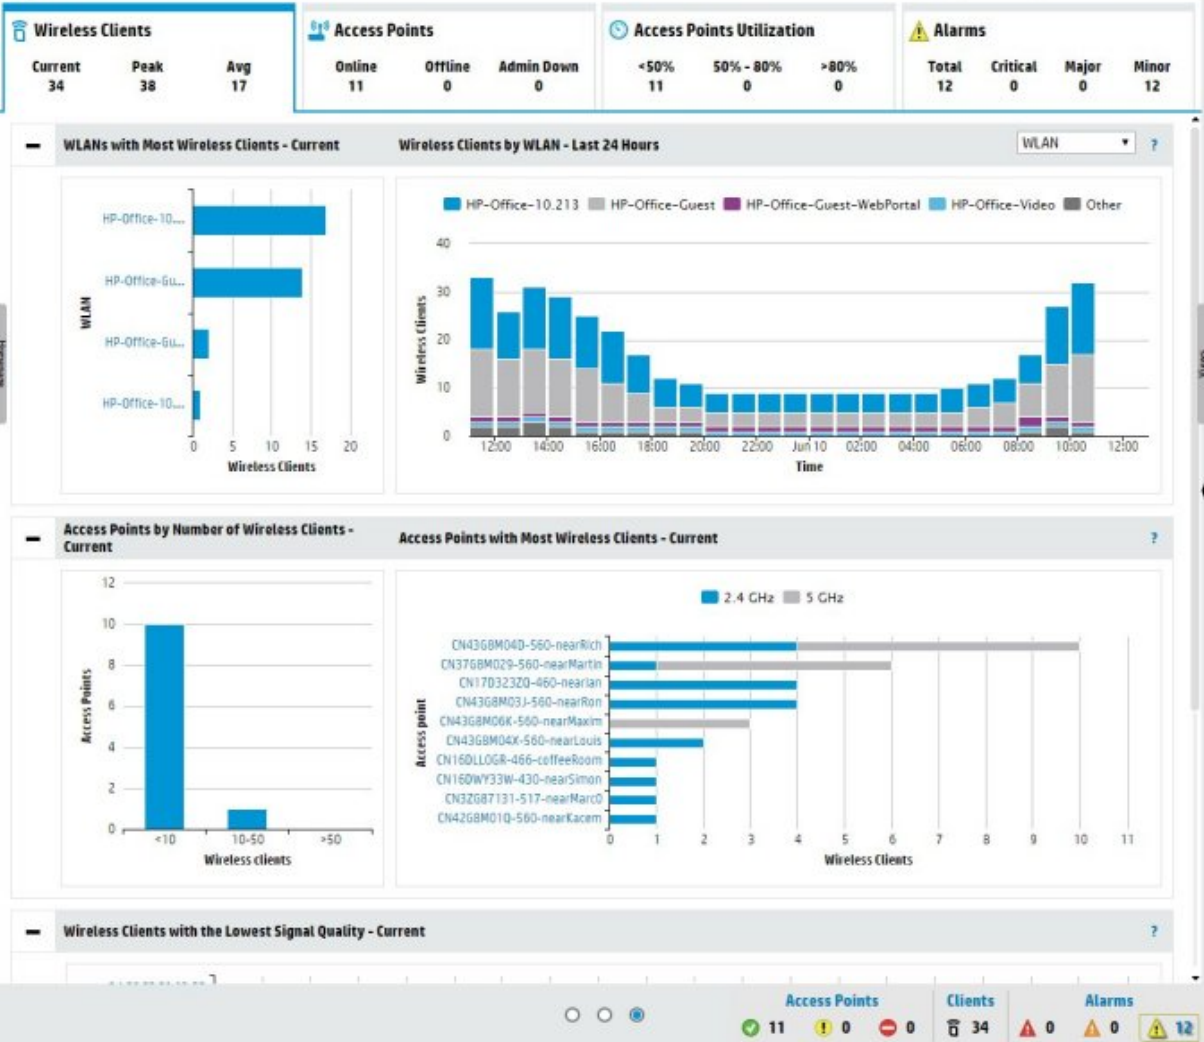 Wireless Clients
Current Peak Avg
34 38 17
Access Points
Online Offline Admin Down
11 0 0
Access Points Utilization
<50% 50% - 80% >80%
11 0 0
Alarms
Total Critical Major Minor
12 0 0 12
WLANs with Most Wireless Clients - Current
Wireless Clients by WLAN - Last 24 Hours
WLAN
?
HP-Office-10....
HP-Office-Gu...
HP-Office-Gu...
HP-Office-10....
WLAN
0 5 10 15 20
Wireless Clients
HP-Office-10.213 HP-Office-Guest HP-Office-Guest-WebPortal HP-Office-Video Other
40
30
20
10
0
Wireless Clients
12:00 14:00 16:00 18:00 20:00 22:00 Jun 10 02:00 04:00 06:00 08:00 10:00 12:00
Time
Access Points by Number of Wireless Clients -
Current
Access Points with Most Wireless Clients - Current
?
12
10
8
6
4
2
0
Access Points
<10 10-50 >50
Wireless clients
2.4 GHz 5 GHz
CN43G8M04D-560-nearRich
CN37G8M029-560-nearMartin
CN17D323ZQ-460-nearIan
CN43G8M03J-560-nearRon
CN43G8M06K-560-nearMaxim
CN43G8M04X-560-nearLouis
CN16DLL0GR-466-coffeeRoom
CN16DWY33W-430-nearSimon
CN3ZG87131-517-nearMarcO
CN42G8M01Q-560-nearKacem
Access point
0 1 2 3 4 5 6 7 8 9 10 11
Wireless Clients
Wireless Clients with the Lowest Signal Quality - Current
?
Access Points
11 0 0
Clients
34
Alarms
0 0 12